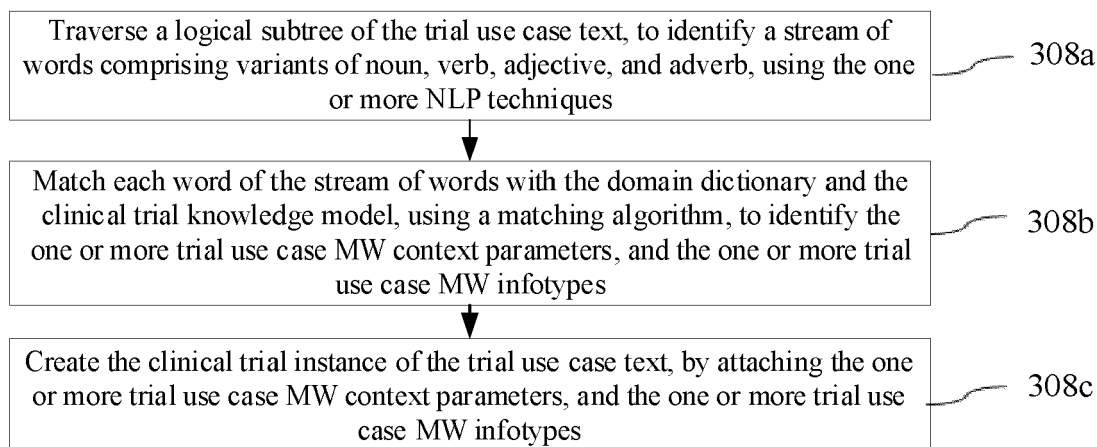 Traverse a logical subtree of the trial use case text, to identify a stream of
words comprising variants of noun, verb, adjective, and adverb, using the one
or more NLP techniques
308a
Match each word of the stream of words with the domain dictionary and the
clinical trial knowledge model, using a matching algorithm, to identify the
one or more trial use case MW context parameters, and the one or more trial
use case MW infotypes
308b
Create the clinical trial instance of the trial use case text, by attaching the one
or more trial use case MW context parameters, and the one or more trial use
case MW infotypes
308c